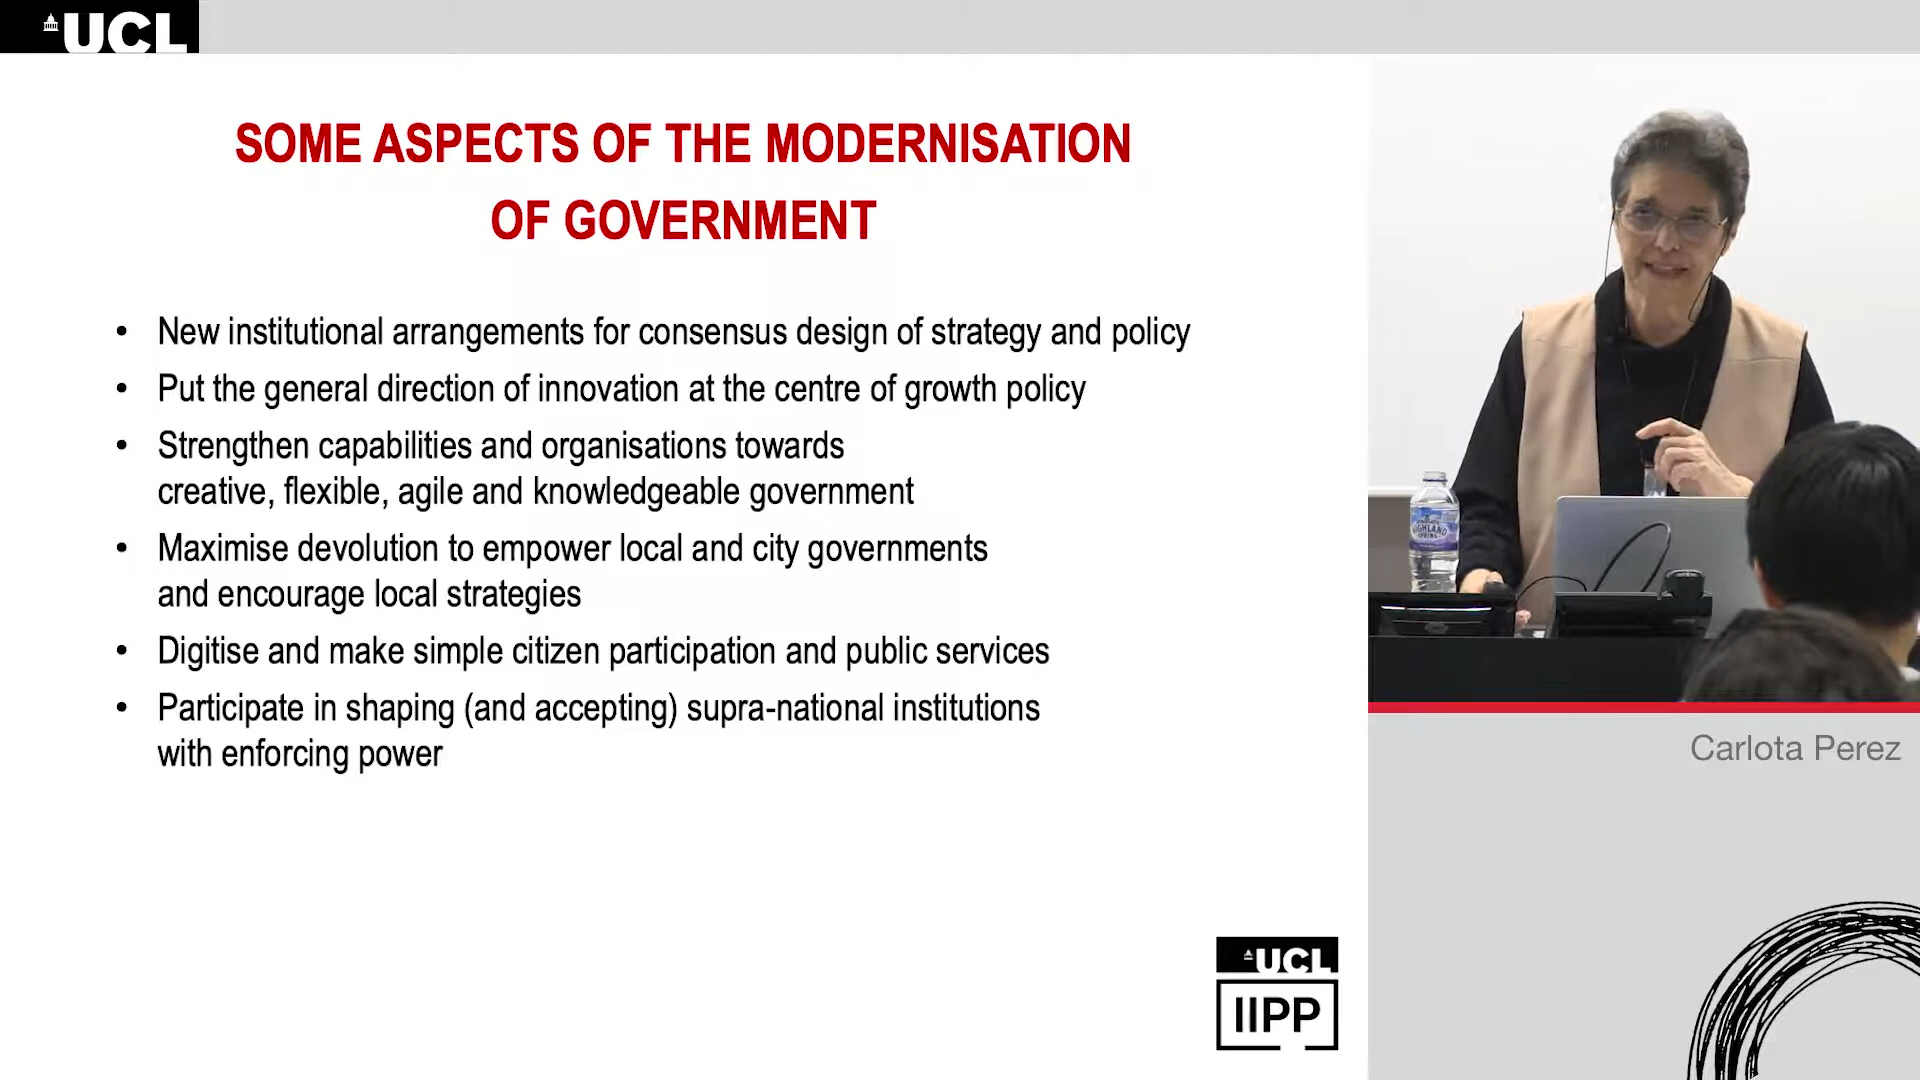 UCL
SOME ASPECTS OF THE MODERNISATION
OF GOVERNMENT
• New institutional arrangements for consensus design of strategy and policy
• Put the general direction of innovation at the centre of growth policy
• Strengthen capabilities and organisations towards
creative, flexible, agile and knowledgeable government
• Maximise devolution to empower local and city governments
and encourage local strategies
• Digitise and make simple citizen participation and public services
• Participate in shaping (and accepting) supra-national institutions
with enforcing power
HIGHLAND
SPRING
Carlota Perez
UCL
IIPP